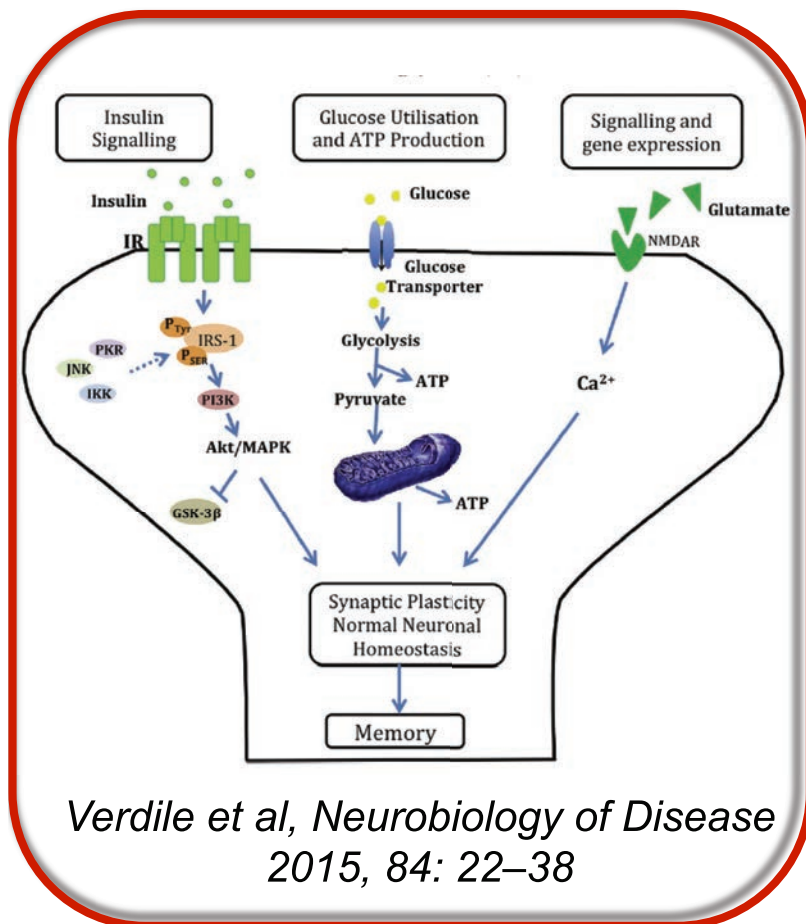 Insulin
Signalling
Glucose Utilisation
and ATP Production
Signalling and
gene expression
Insulin
Glucose
Glutamate
IR
NMDAR
Glucose
Transporter
PTyr
IRS-1
PSER
PKR
JNK
IKK
Glycolysis
ATP
PI3K
Pyruvate
Ca²⁺
Akt/MAPK
GSK-3β
ATP
Synaptic Plasticity
Normal Neuronal
Homeostasis
Memory
Verdile et al, Neurobiology of Disease
2015, 84: 22–38